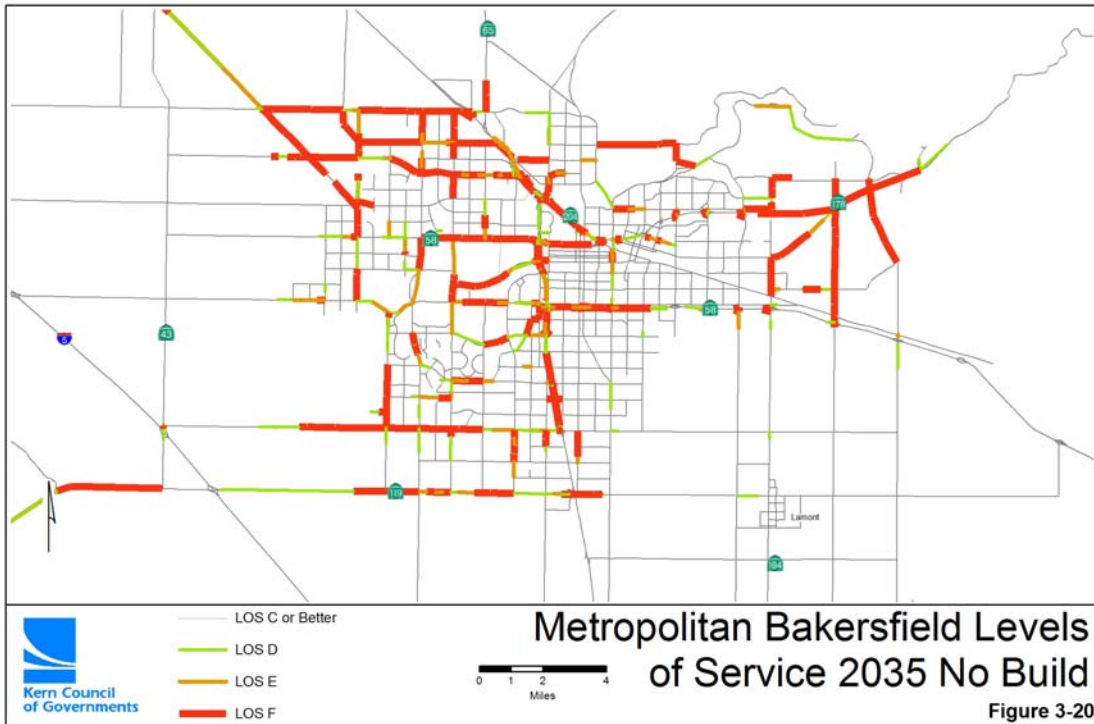 65
178
204
58
58
43
5
119
Lamont
184
Kern Council
of Governments
LOS C or Better
LOS D
LOS E
LOS F
0 1 2 4
Miles
Metropolitan Bakersfield Levels
of Service 2035 No Build
Figure 3-20